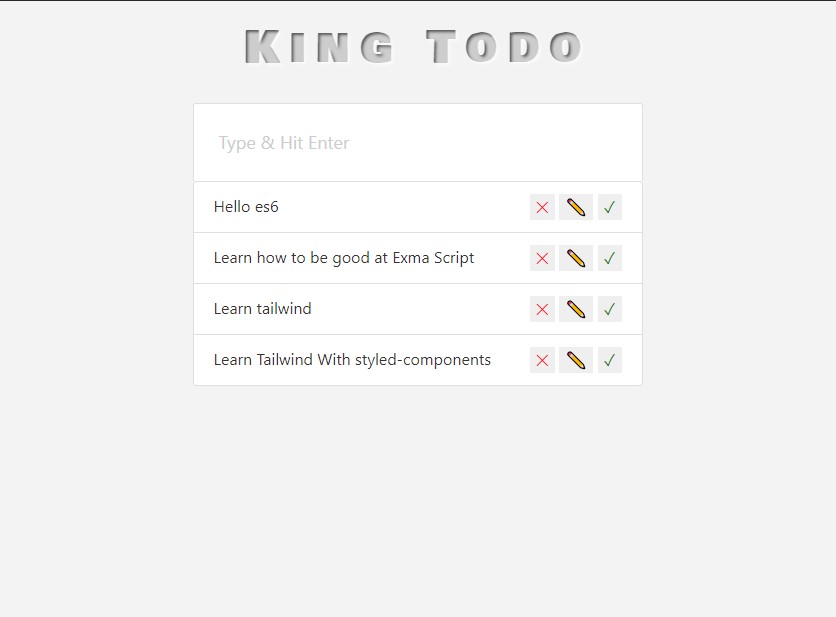 King Todo
Type & Hit Enter
Hello es6
Learn how to be good at Exma Script
Learn tailwind
Learn Tailwind With styled-components